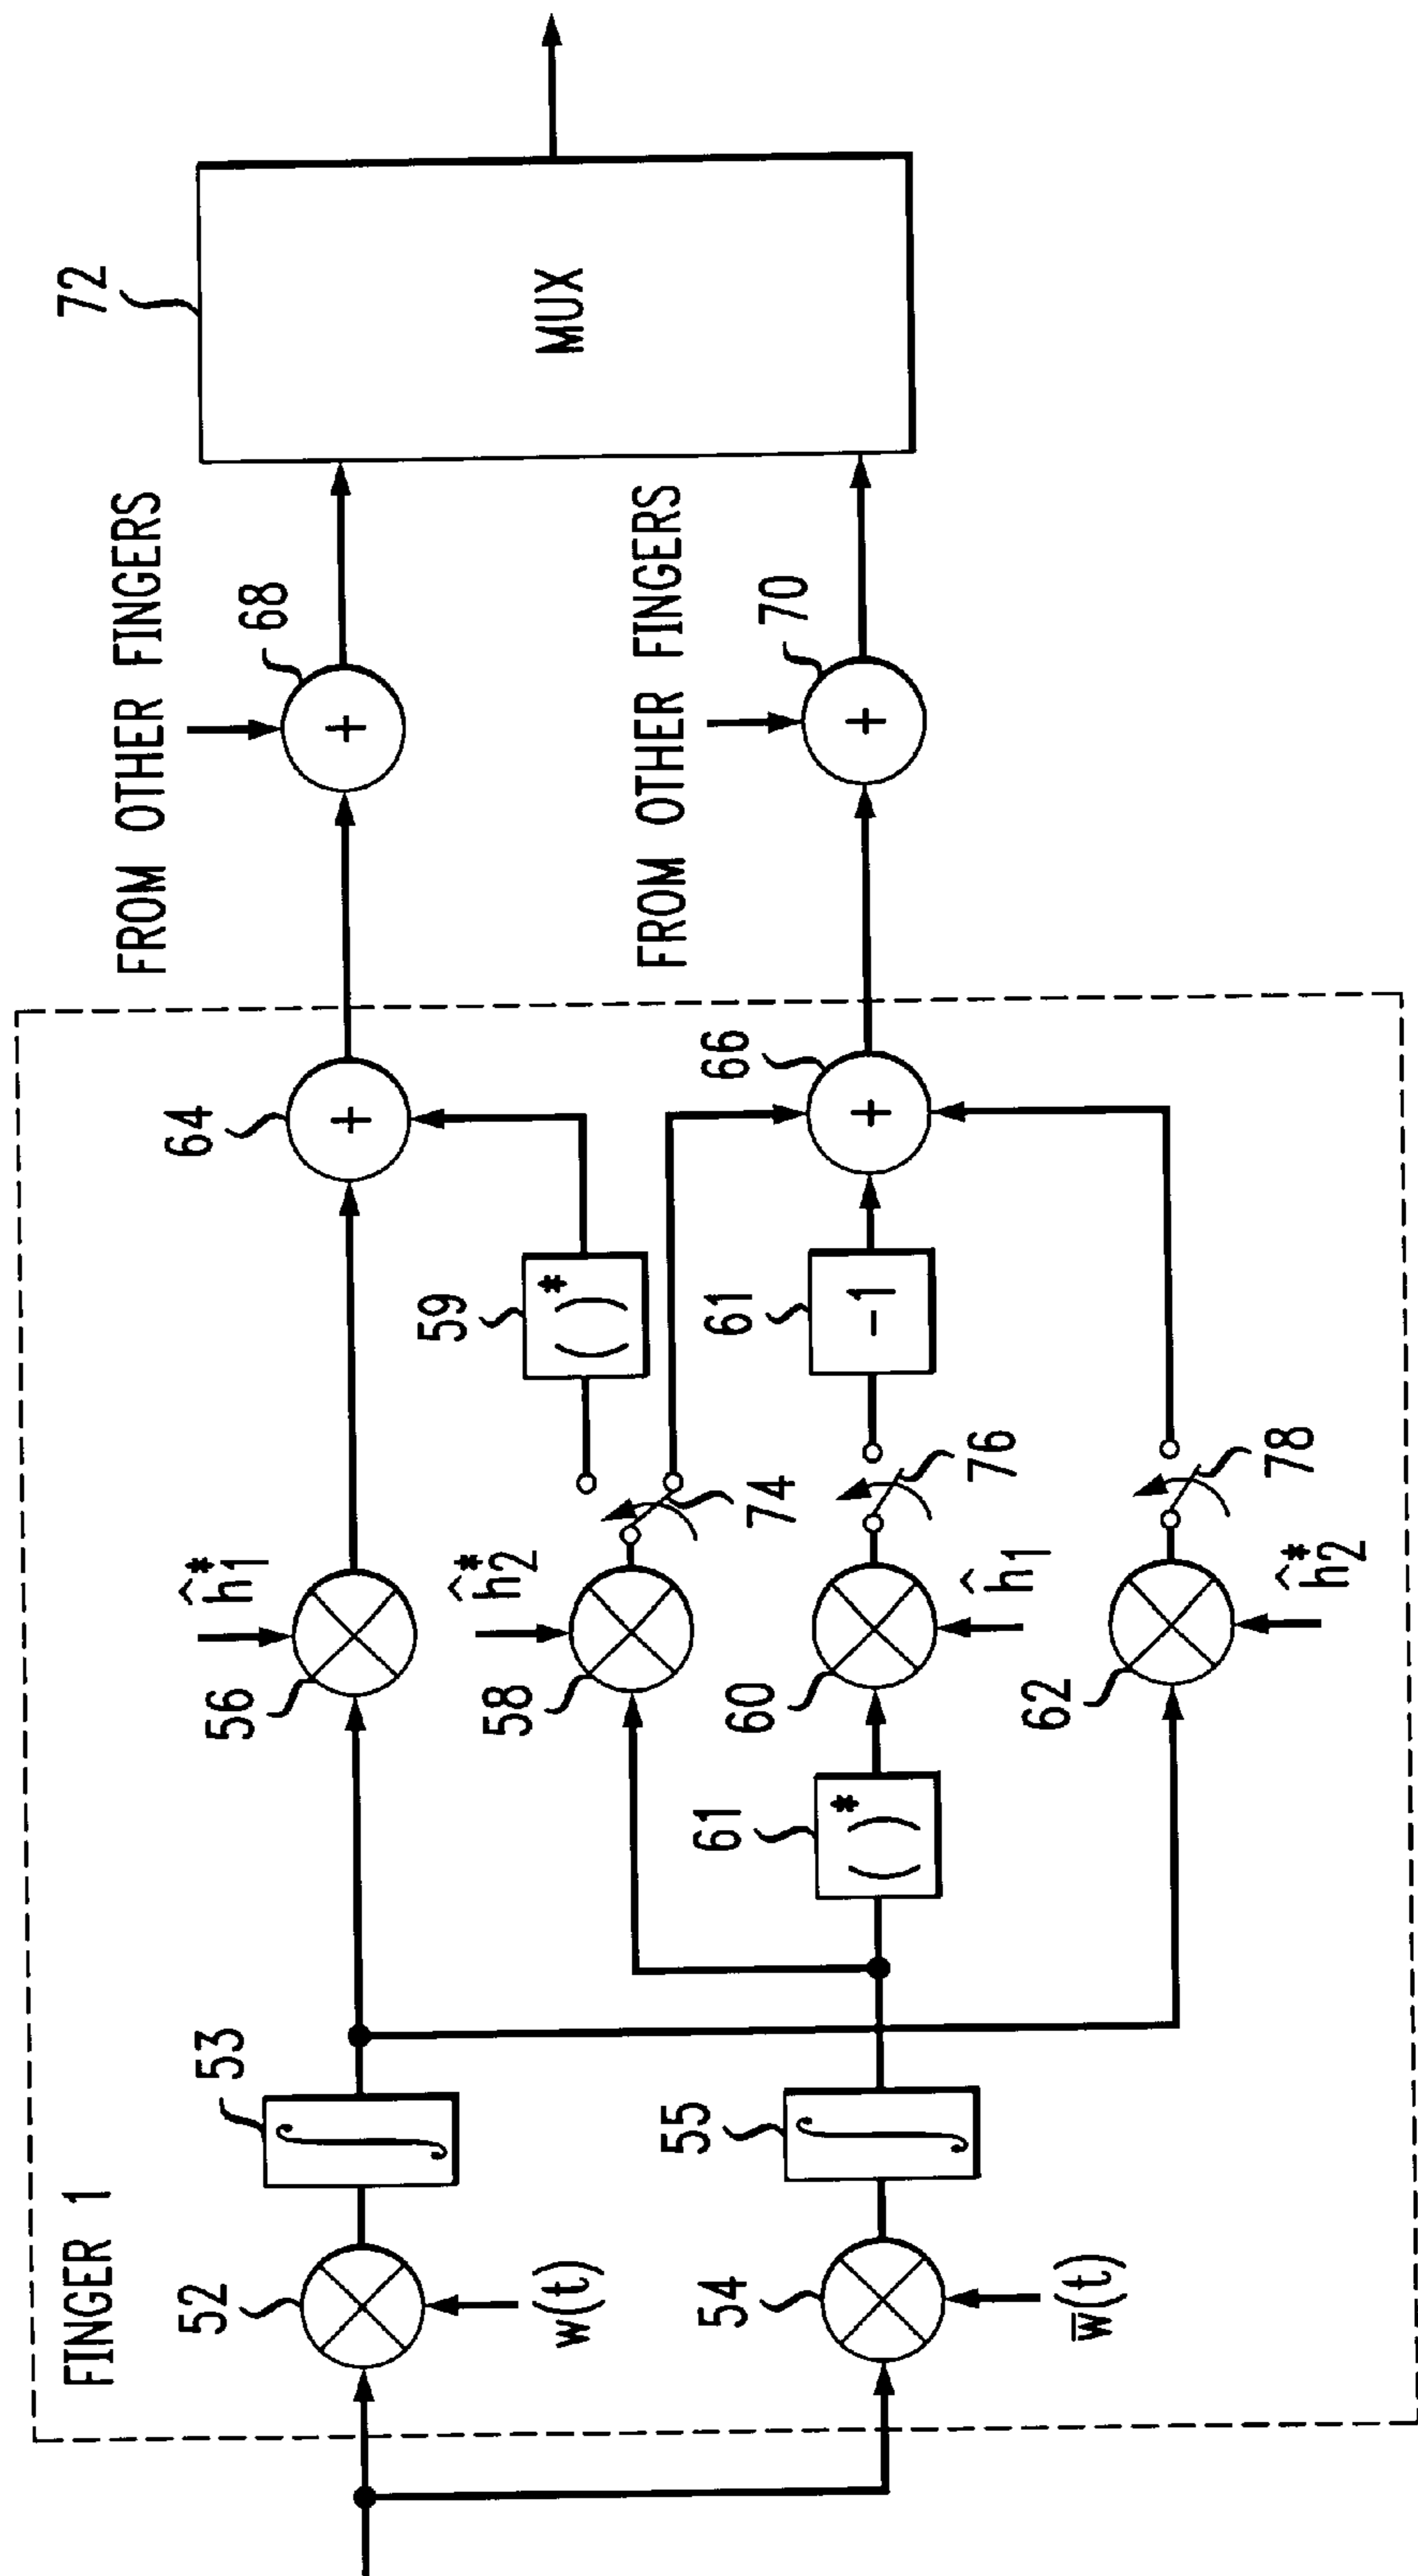 FINGER 1
52
w(t)
53
54
w̅(t)
55
ĥ₁*
56
ĥ₂*
58
74
59
( )*
61
( )*
60
ĥ₁
76
61
-1
62
ĥ₂*
78
64
+
66
+
FROM OTHER FINGERS
68
+
FROM OTHER FINGERS
70
+
72
MUX
∫
∫